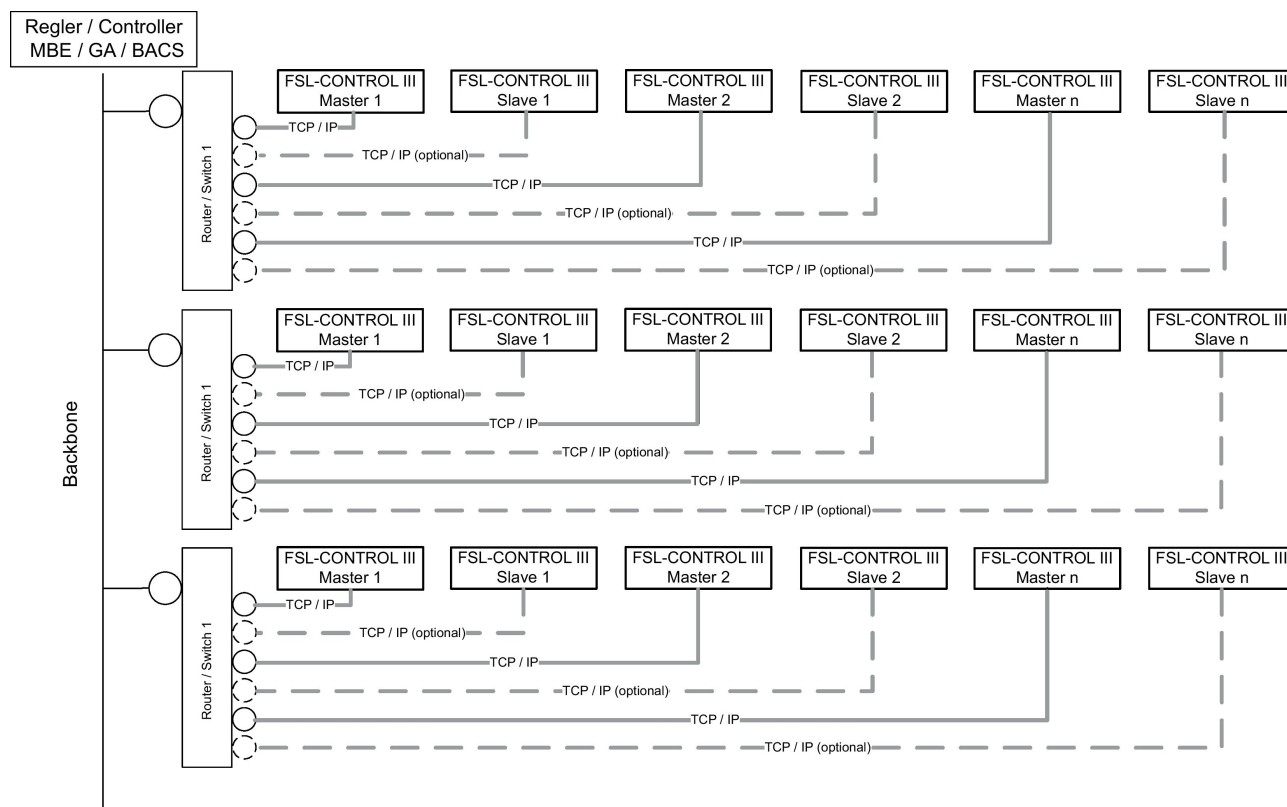 Regler / Controller
MBE / GA / BACS
Backbone
Router / Switch 1
FSL-CONTROL III
Master 1
FSL-CONTROL III
Slave 1
FSL-CONTROL III
Master 2
FSL-CONTROL III
Slave 2
FSL-CONTROL III
Master n
FSL-CONTROL III
Slave n
TCP / IP
TCP / IP (optional)
TCP / IP
TCP / IP (optional)
TCP / IP
TCP / IP (optional)
Router / Switch 1
FSL-CONTROL III
Master 1
FSL-CONTROL III
Slave 1
FSL-CONTROL III
Master 2
FSL-CONTROL III
Slave 2
FSL-CONTROL III
Master n
FSL-CONTROL III
Slave n
TCP / IP
TCP / IP (optional)
TCP / IP
TCP / IP (optional)
TCP / IP
TCP / IP (optional)
Router / Switch 1
FSL-CONTROL III
Master 1
FSL-CONTROL III
Slave 1
FSL-CONTROL III
Master 2
FSL-CONTROL III
Slave 2
FSL-CONTROL III
Master n
FSL-CONTROL III
Slave n
TCP / IP
TCP / IP (optional)
TCP / IP
TCP / IP (optional)
TCP / IP
TCP / IP (optional)